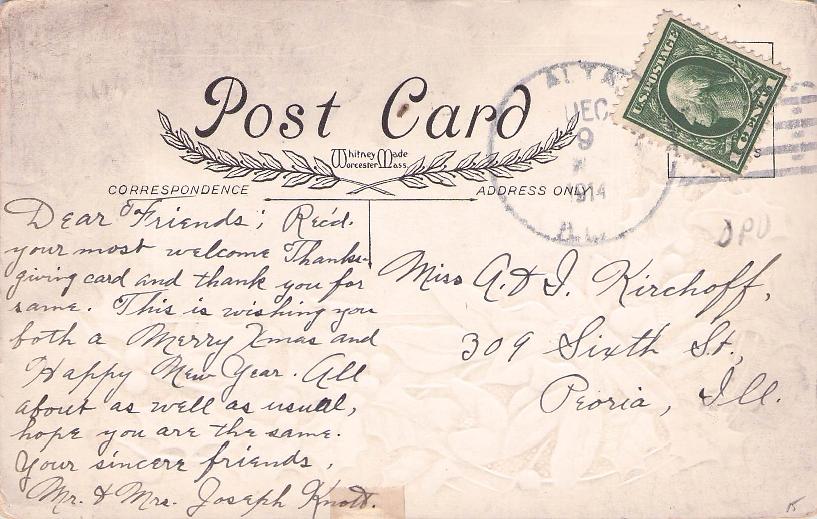 Post Card
Whitney Made
Worcester Mass.
CORRESPONDENCE
ADDRESS ONLY
U.S. POSTAGE
1 CENT 1
DEC
9
1914
DPO
Dear Friends; Rec'd.
your most welcome Thanks-
giving card and thank you for
same. This is wishing you
both a Merry Xmas and
Happy New Year. All
about as well as usual,
hope you are the same.
Your sincere friends,
Mr. & Mrs. Joseph Knott.
Miss A. & I. Kirchoff,
309 Sixth St.,
Peoria, Ill.